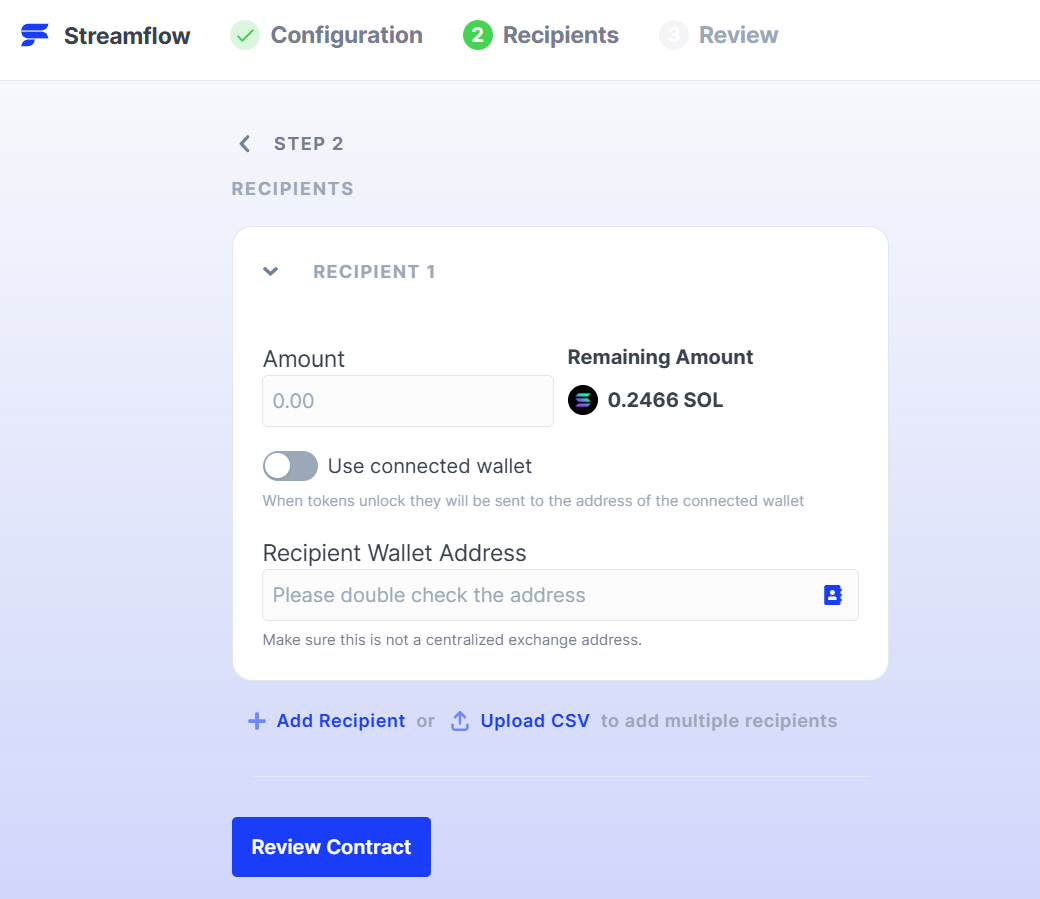 Streamflow Configuration 2 Recipients 3 Review
STEP 2
RECIPIENTS
RECIPIENT 1
Amount
0.00
Remaining Amount
0.2466 SOL
Use connected wallet
When tokens unlock they will be sent to the address of the connected wallet
Recipient Wallet Address
Please double check the address
Make sure this is not a centralized exchange address.
Add Recipient or Upload CSV to add multiple recipients
Review Contract